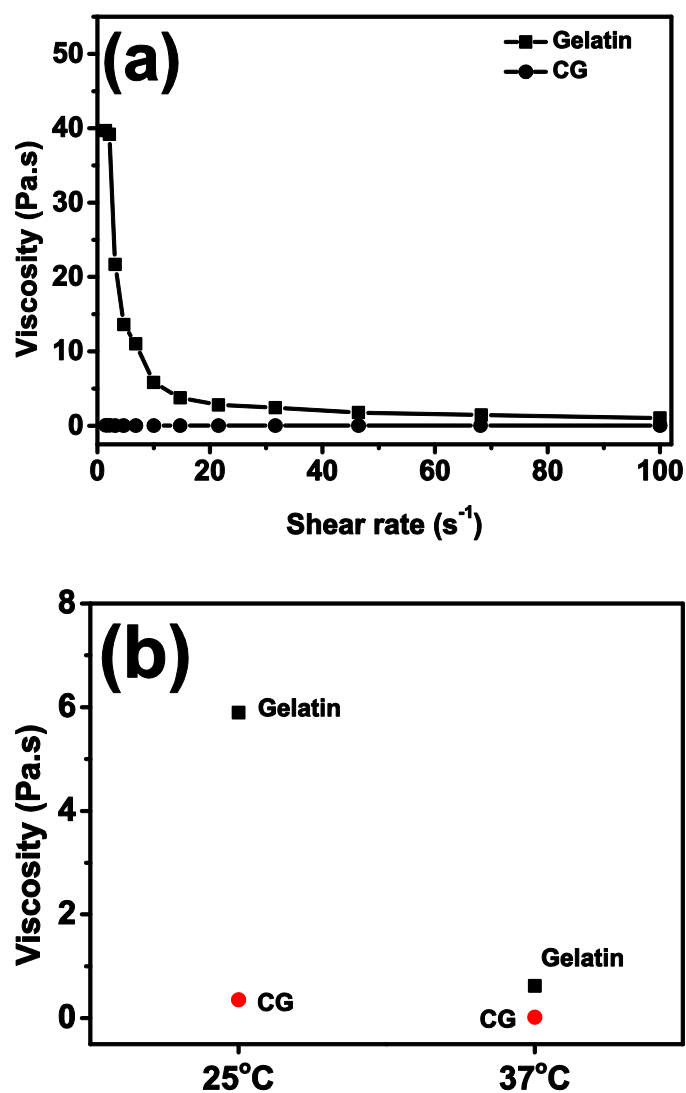 (a)
Gelatin
CG
50
40
30
20
10
0
Viscosity (Pa.s)
0 20 40 60 80 100
Shear rate (s⁻¹)
(b)
8
6
4
2
0
Viscosity (Pa.s)
Gelatin
CG
Gelatin
CG
25°C 37°C